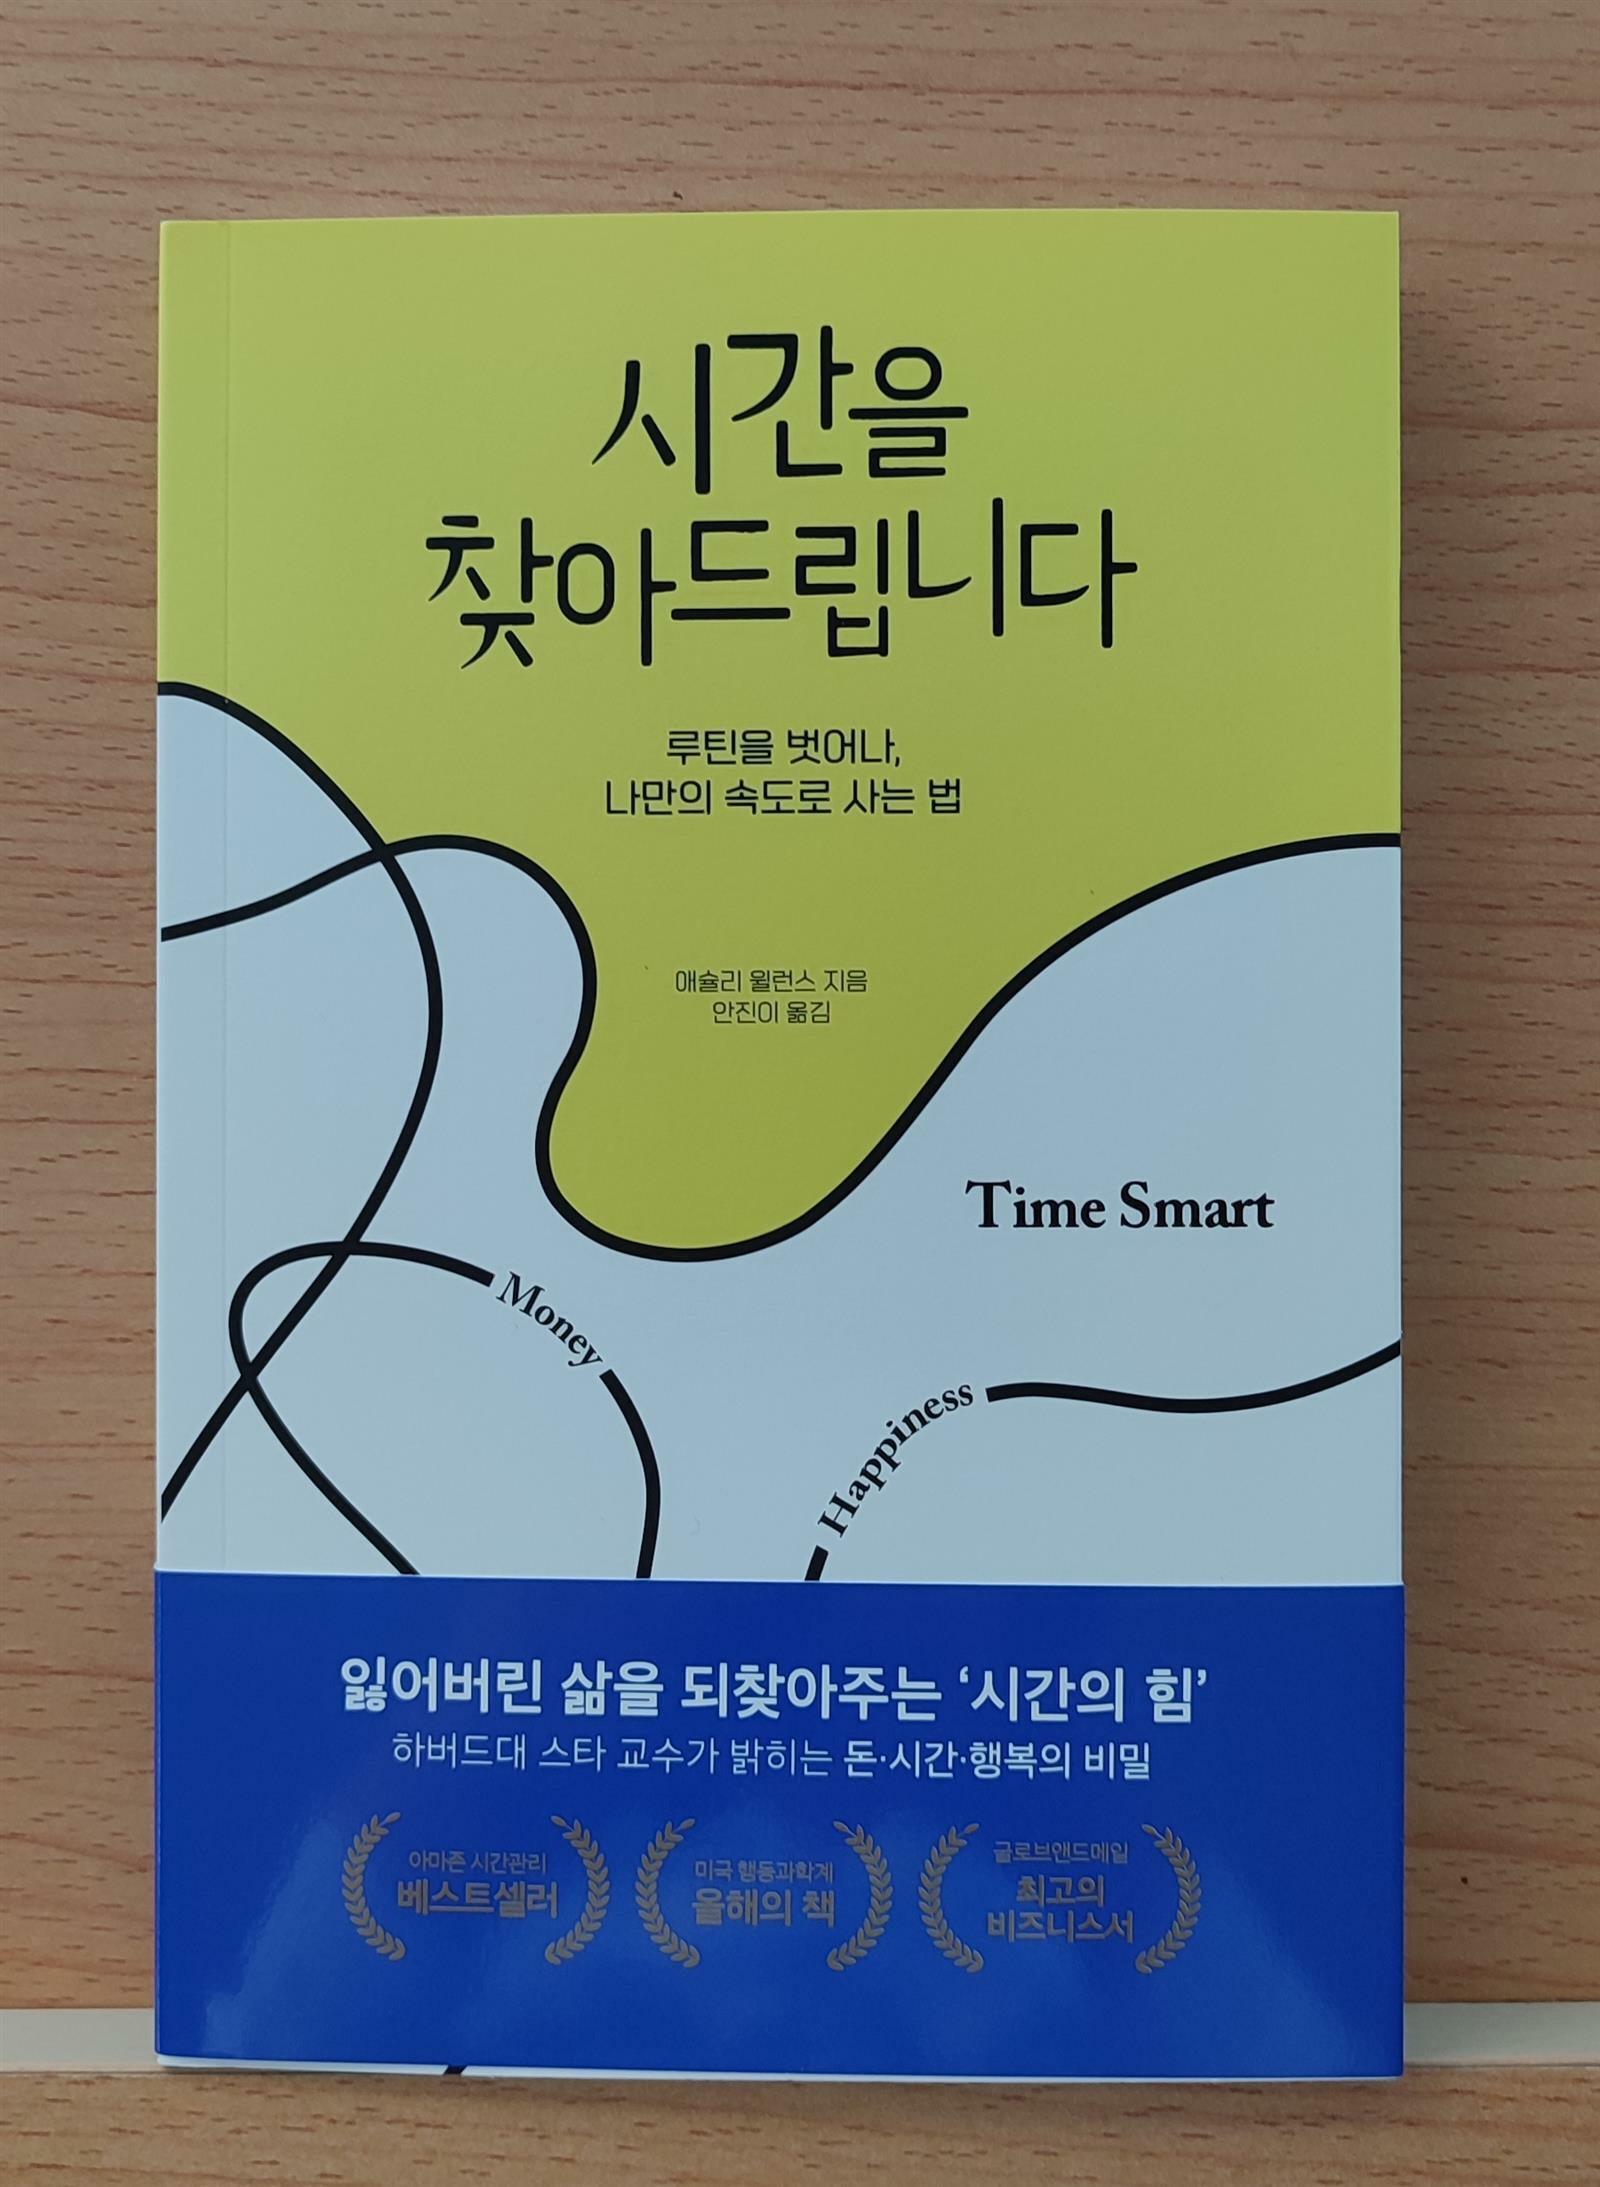 시간을
찾아드립니다
루틴을 벗어나,
나만의 속도로 사는 법
애슐리 윌런스 지음
안진이 옮김
Time Smart
Money
Happiness
잃어버린 삶을 되찾아주는 ‘시간의 힘’
하버드대 스타 교수가 밝히는 돈·시간·행복의 비밀
아마존 시간관리
베스트셀러
미국 행동과학계
올해의 책
글로브앤드메일
최고의
비즈니스서